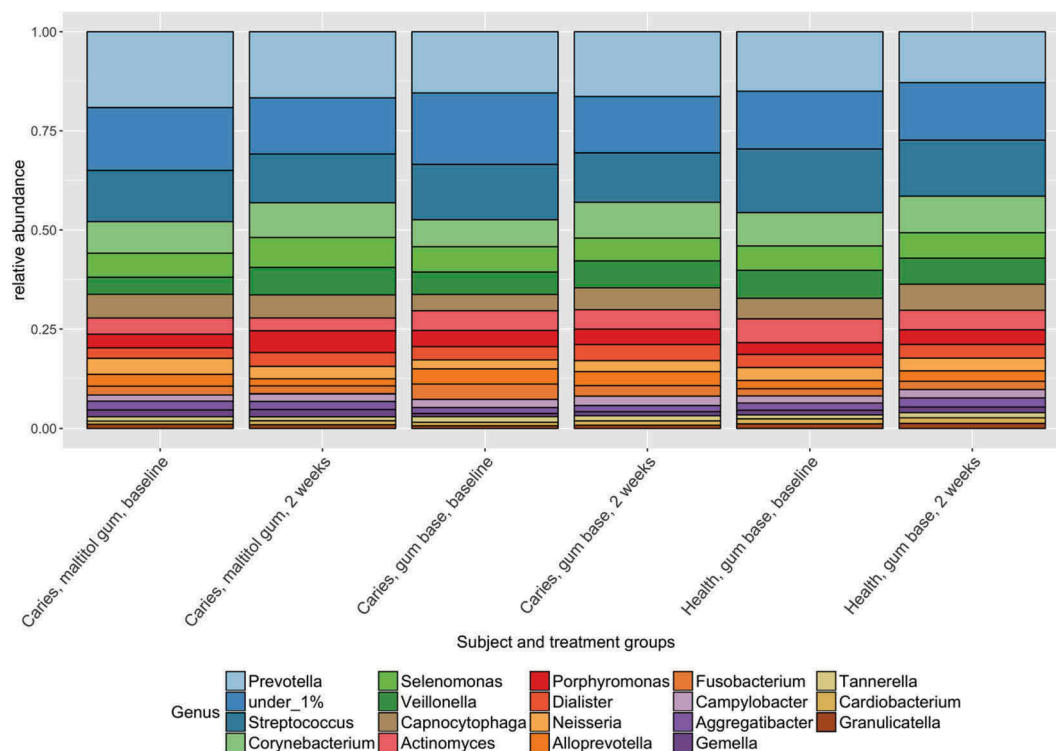 1.00
0.75
0.50
0.25
0.00
relative abundance
Caries, maltitol gum, baseline
Caries, maltitol gum, 2 weeks
Caries, gum base, baseline
Caries, gum base, 2 weeks
Health, gum base, baseline
Health, gum base, 2 weeks
Subject and treatment groups
Genus
Prevotella Selenomonas Porphyromonas Fusobacterium Tannerella
under_1% Veillonella Dialister Campylobacter Cardiobacterium
Streptococcus Capnocytophaga Neisseria Aggregatibacter Granulicatella
Corynebacterium Actinomyces Alloprevotella Gemella